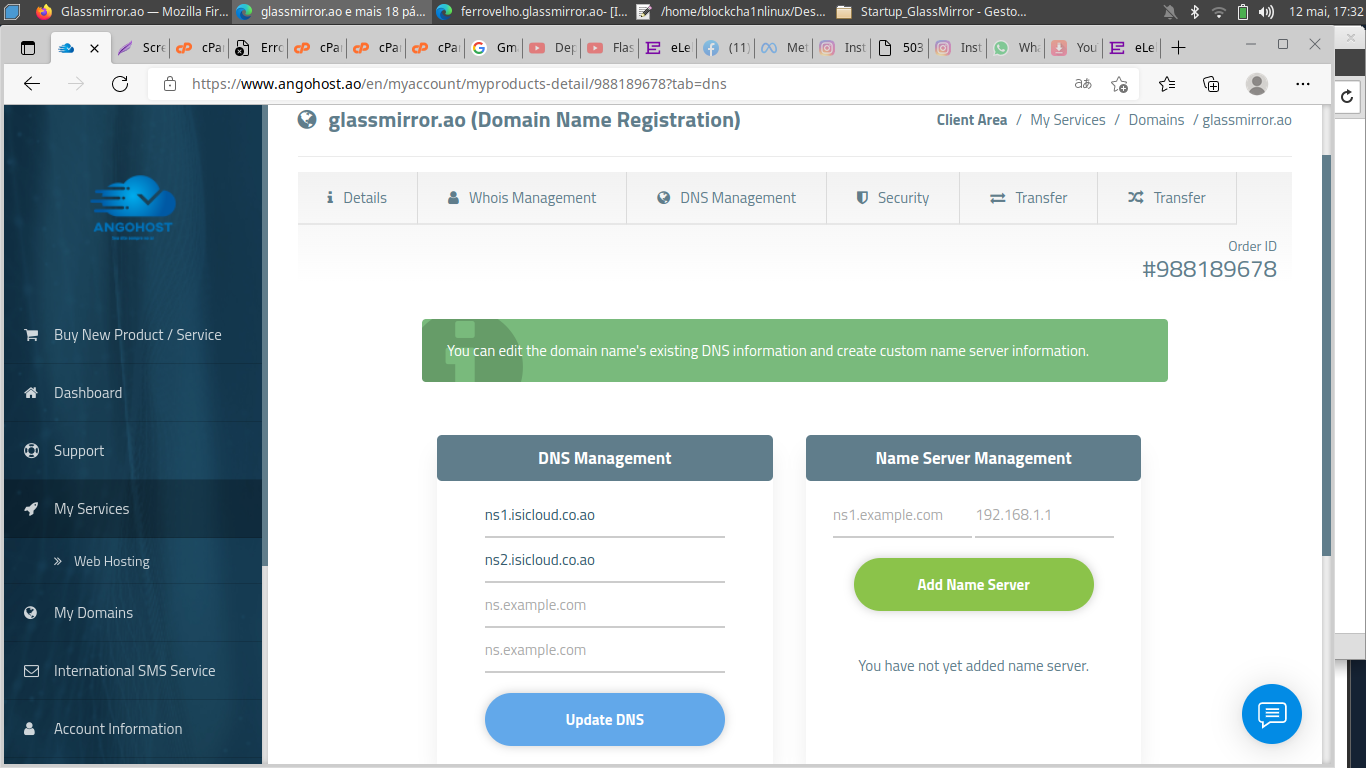 Glassmirror.ao — Mozilla Fir...
glassmirror.ao e mais 18 pá...
ferrovelho.glassmirror.ao- [I...
/home/blockcha1nlinux/Des...
Startup_GlassMirror - Gesto...
12 mai, 17:32
Scre
cPar
Erro
cPar
cPar
cPar
Gm
Dep
Flas
eLe
(11)
Met
Inst
503
Inst
Wha
You
eLe
https://www.angohost.ao/en/myaccount/myproducts-detail/988189678?tab=dns
ANGOHOST
Buy New Product / Service
Dashboard
Support
My Services
Web Hosting
My Domains
International SMS Service
Account Information
glassmirror.ao (Domain Name Registration)
Client Area / My Services / Domains / glassmirror.ao
Details
Whois Management
DNS Management
Security
Transfer
Transfer
Order ID
#988189678
You can edit the domain name's existing DNS information and create custom name server information.
DNS Management
ns1.isicloud.co.ao
ns2.isicloud.co.ao
ns.example.com
ns.example.com
Update DNS
Name Server Management
ns1.example.com 192.168.1.1
Add Name Server
You have not yet added name server.